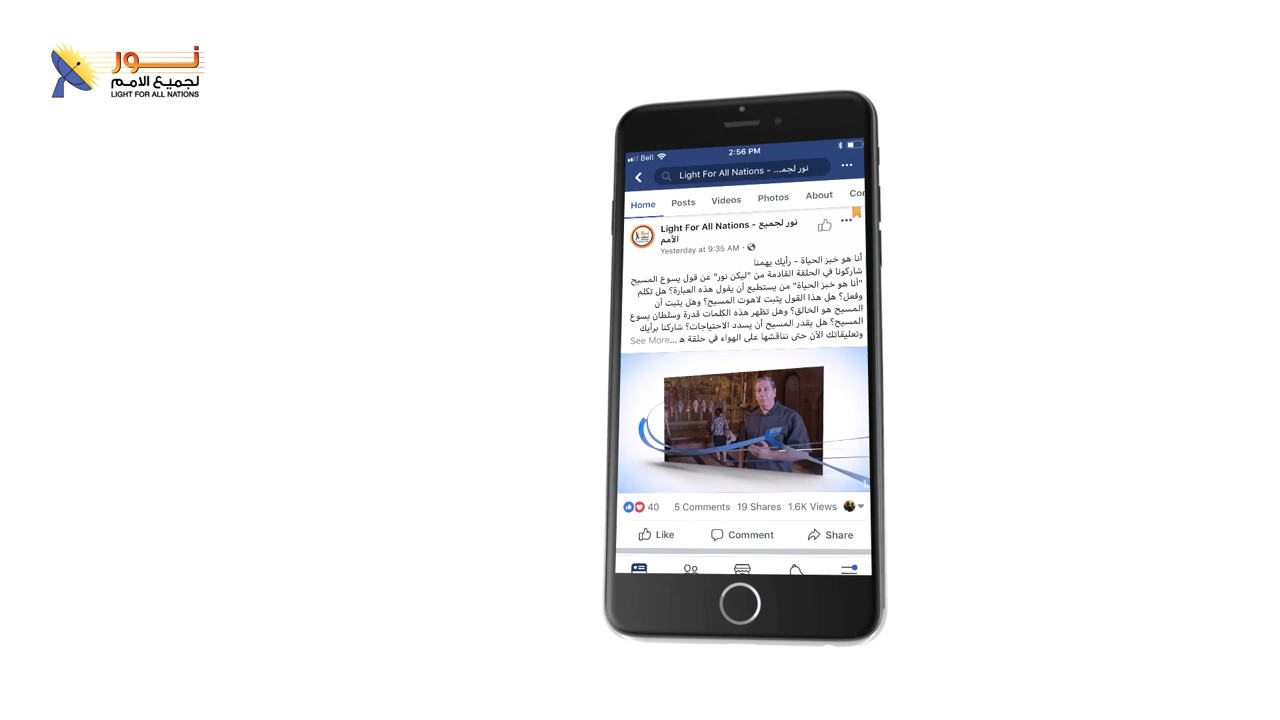 نور
لجميع الامم
LIGHT FOR ALL NATIONS
Bell
2:56 PM
Light For All Nations - نور لجمـ...
Home Posts Videos Photos About Cor
Light For All Nations - نور لجميع
الأمم
Yesterday at 9:35 AM
أنا هو خبز الحياة - رأيك يهمنا
شاركونا في الحلقة القادمة من "ليكن نور" عن قول يسوع المسيح
"أنا هو خبز الحياة" من يستطيع أن يقول هذه العبارة؟ هل تكلم
وفعل؟ هل هذا القول يثبت لاهوت المسيح؟ وهل يثبت أن
المسيح هو الخالق؟ وهل تظهر هذه الكلمات قدرة وسلطان يسوع
المسيح؟ هل يقدر المسيح أن يسدد الاحتياجات؟ شاركنا برأيك
وتعليقاتك الآن حتى نناقشها على الهواء في حلقة ه... See More
40 5 Comments 19 Shares 1.6K Views
Like Comment Share